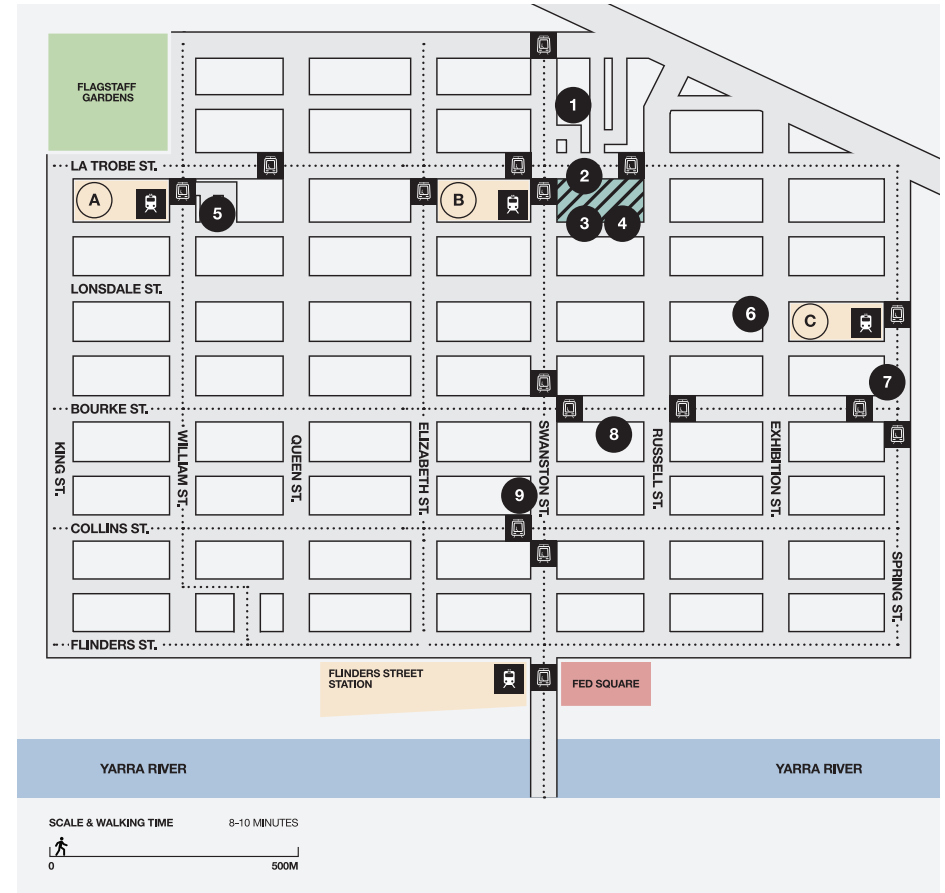 FLAGSTAFF
GARDENS
1
LA TROBE ST.
2
A
B
5
3
4
LONSDALE ST.
6
C
7
BOURKE ST.
8
KING ST.
WILLIAM ST.
QUEEN ST.
ELIZABETH ST.
SWANSTON ST.
RUSSELL ST.
EXHIBITION ST.
9
COLLINS ST.
SPRING ST.
FLINDERS ST.
FLINDERS STREET
STATION
FED SQUARE
YARRA RIVER
YARRA RIVER
SCALE & WALKING TIME
8-10 MINUTES
0
500M